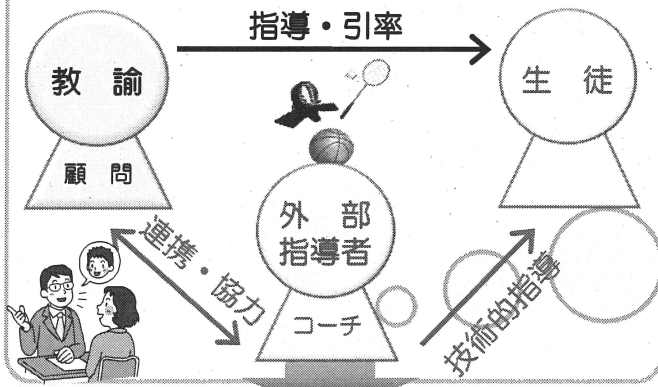 指導・引率
教諭
生徒
顧問
外部
指導者
連携・協力
コーチ
技術的指導